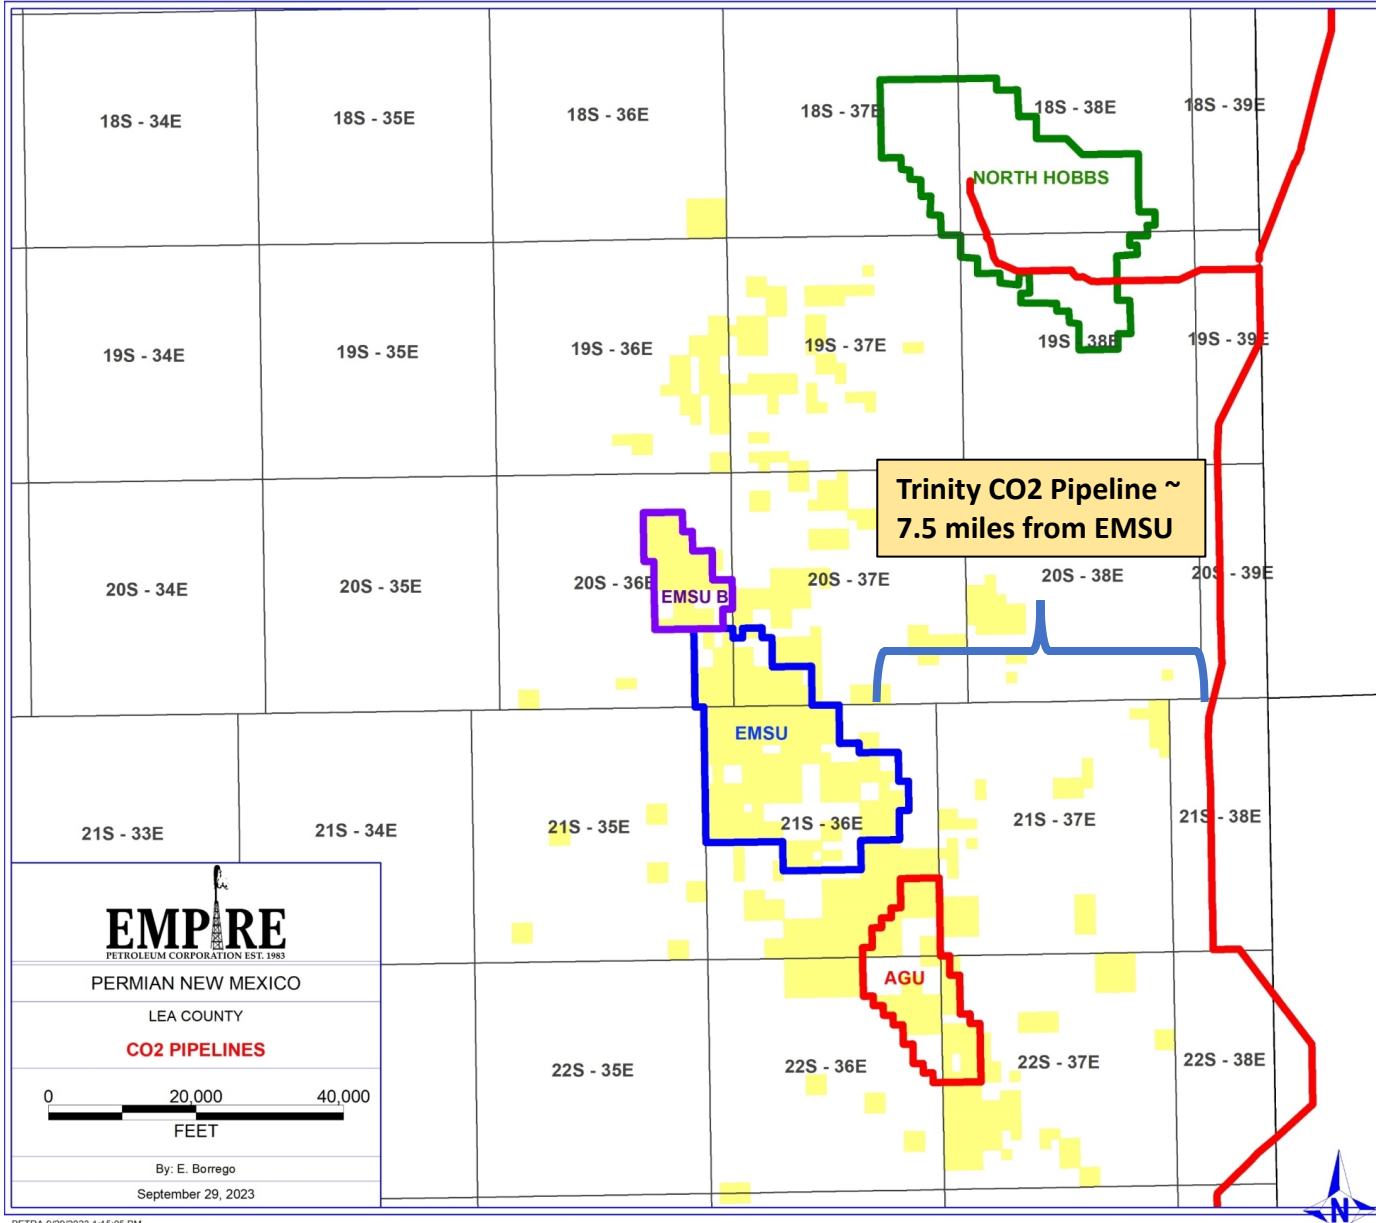 18S - 34E
18S - 35E
18S - 36E
18S - 37E
18S - 38E
18S - 39E
NORTH HOBBS
19S - 34E
19S - 35E
19S - 36E
19S - 37E
19S - 38E
19S - 39E
Trinity CO2 Pipeline ~
7.5 miles from EMSU
20S - 34E
20S - 35E
20S - 36E
EMSU B
20S - 37E
20S - 38E
20S - 39E
EMSU
21S - 33E
21S - 34E
21S - 35E
21S - 36E
21S - 37E
21S - 38E
AGU
22S - 35E
22S - 36E
22S - 37E
22S - 38E
EMPIRE
PETROLEUM CORPORATION EST. 1983
PERMIAN NEW MEXICO
LEA COUNTY
CO2 PIPELINES
0 20,000 40,000
FEET
By: E. Borrego
September 29, 2023
N